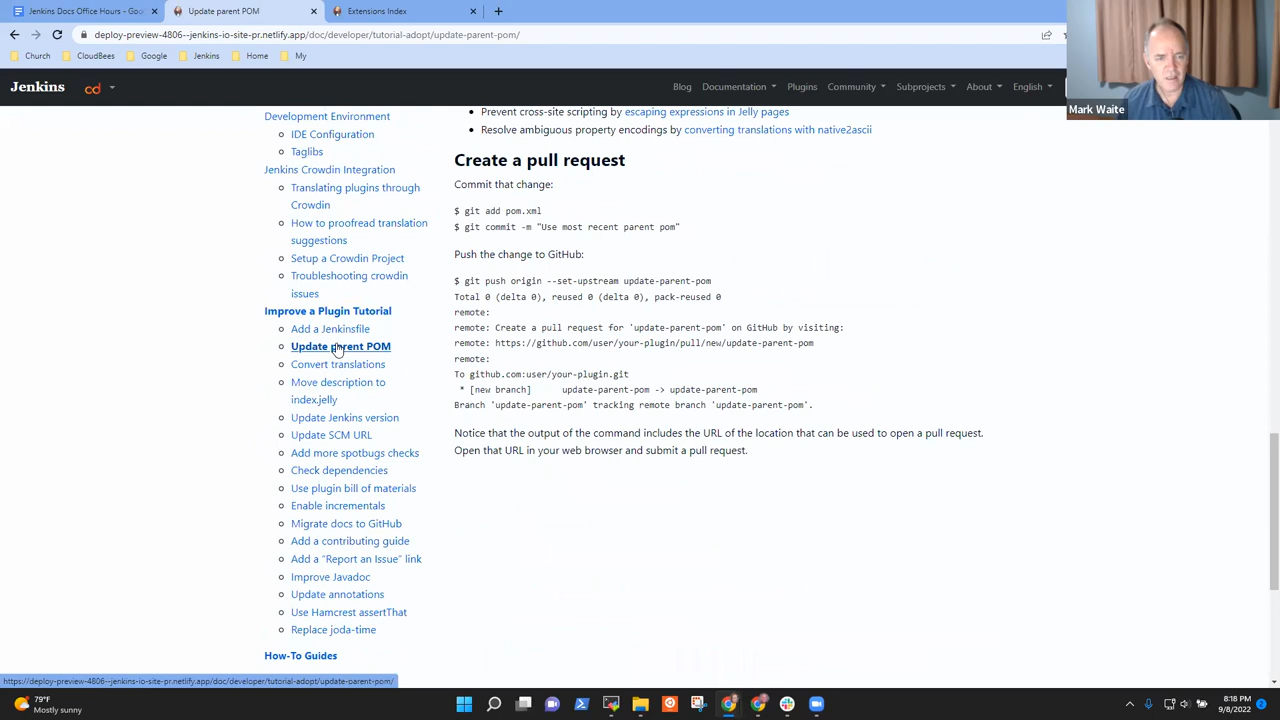 Jenkins Docs Office Hours - Goo
Update parent POM
Extensions Index
deploy-preview-4806--jenkins-io-site-pr.netlify.app/doc/developer/tutorial-adopt/update-parent-pom/
Church
CloudBees
Google
Jenkins
Home
My
Mark Waite
Jenkins
cd
Blog
Documentation
Plugins
Community
Subprojects
About
English
Development Environment
IDE Configuration
Taglibs
Jenkins Crowdin Integration
Translating plugins through
Crowdin
How to proofread translation
suggestions
Setup a Crowdin Project
Troubleshooting crowdin
issues
Improve a Plugin Tutorial
Add a Jenkinsfile
Update parent POM
Convert translations
Move description to
index.jelly
Update Jenkins version
Update SCM URL
Add more spotbugs checks
Check dependencies
Use plugin bill of materials
Enable incrementals
Migrate docs to GitHub
Add a contributing guide
Add a "Report an Issue" link
Improve Javadoc
Update annotations
Use Hamcrest assertThat
Replace joda-time
How-To Guides
Prevent cross-site scripting by escaping expressions in Jelly pages
Resolve ambiguous property encodings by converting translations with native2ascii
Create a pull request
Commit that change:
$ git add pom.xml
$ git commit -m "Use most recent parent pom"
Push the change to GitHub:
$ git push origin --set-upstream update-parent-pom
Total 0 (delta 0), reused 0 (delta 0), pack-reused 0
remote:
remote: Create a pull request for 'update-parent-pom' on GitHub by visiting:
remote: https://github.com/user/your-plugin/pull/new/update-parent-pom
remote:
To github.com:user/your-plugin.git
* [new branch] update-parent-pom -> update-parent-pom
Branch 'update-parent-pom' tracking remote branch 'update-parent-pom'.
Notice that the output of the command includes the URL of the location that can be used to open a pull request.
Open that URL in your web browser and submit a pull request.
https://deploy-preview-4806--jenkins-io-site-pr.netlify.app/doc/developer/tutorial-adopt/update-parent-pom/
79°F
Mostly sunny
8:18 PM
9/8/2022